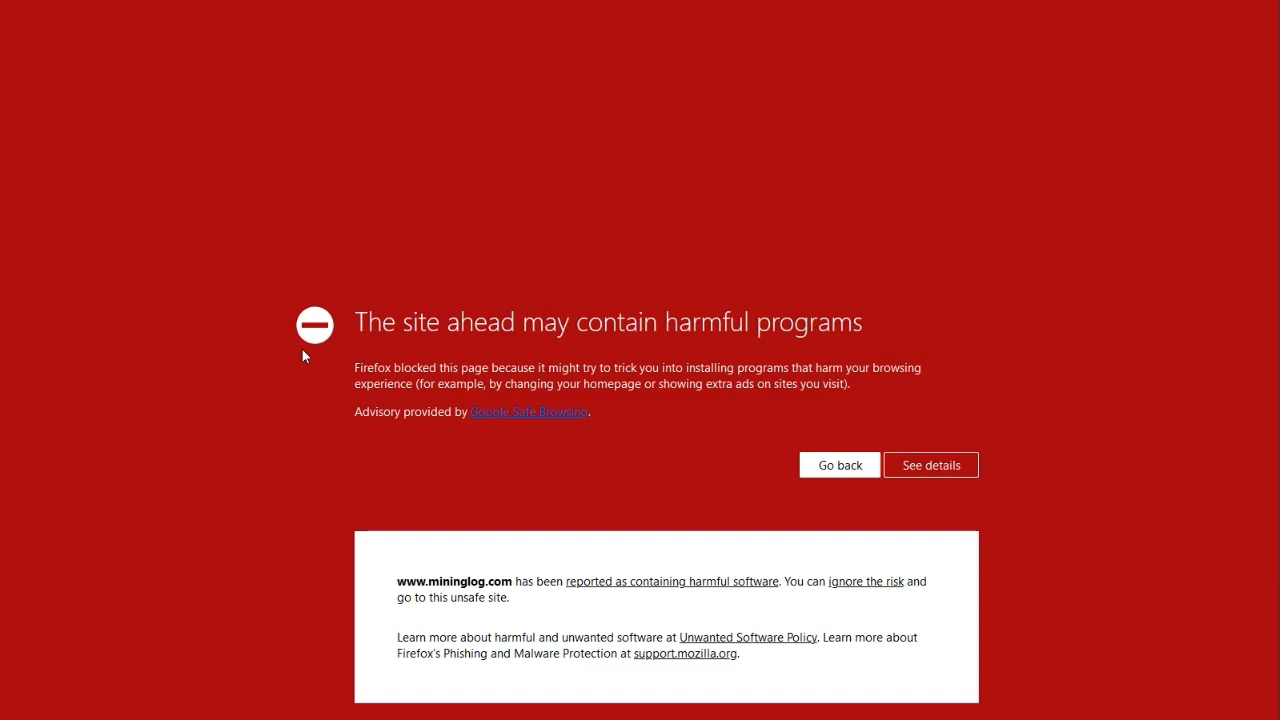 The site ahead may contain harmful programs
Firefox blocked this page because it might try to trick you into installing programs that harm your browsing
experience (for example, by changing your homepage or showing extra ads on sites you visit).
Advisory provided by Google Safe Browsing.
Go back See details
www.mininglog.com has been reported as containing harmful software. You can ignore the risk and
go to this unsafe site.
Learn more about harmful and unwanted software at Unwanted Software Policy. Learn more about
Firefox's Phishing and Malware Protection at support.mozilla.org.